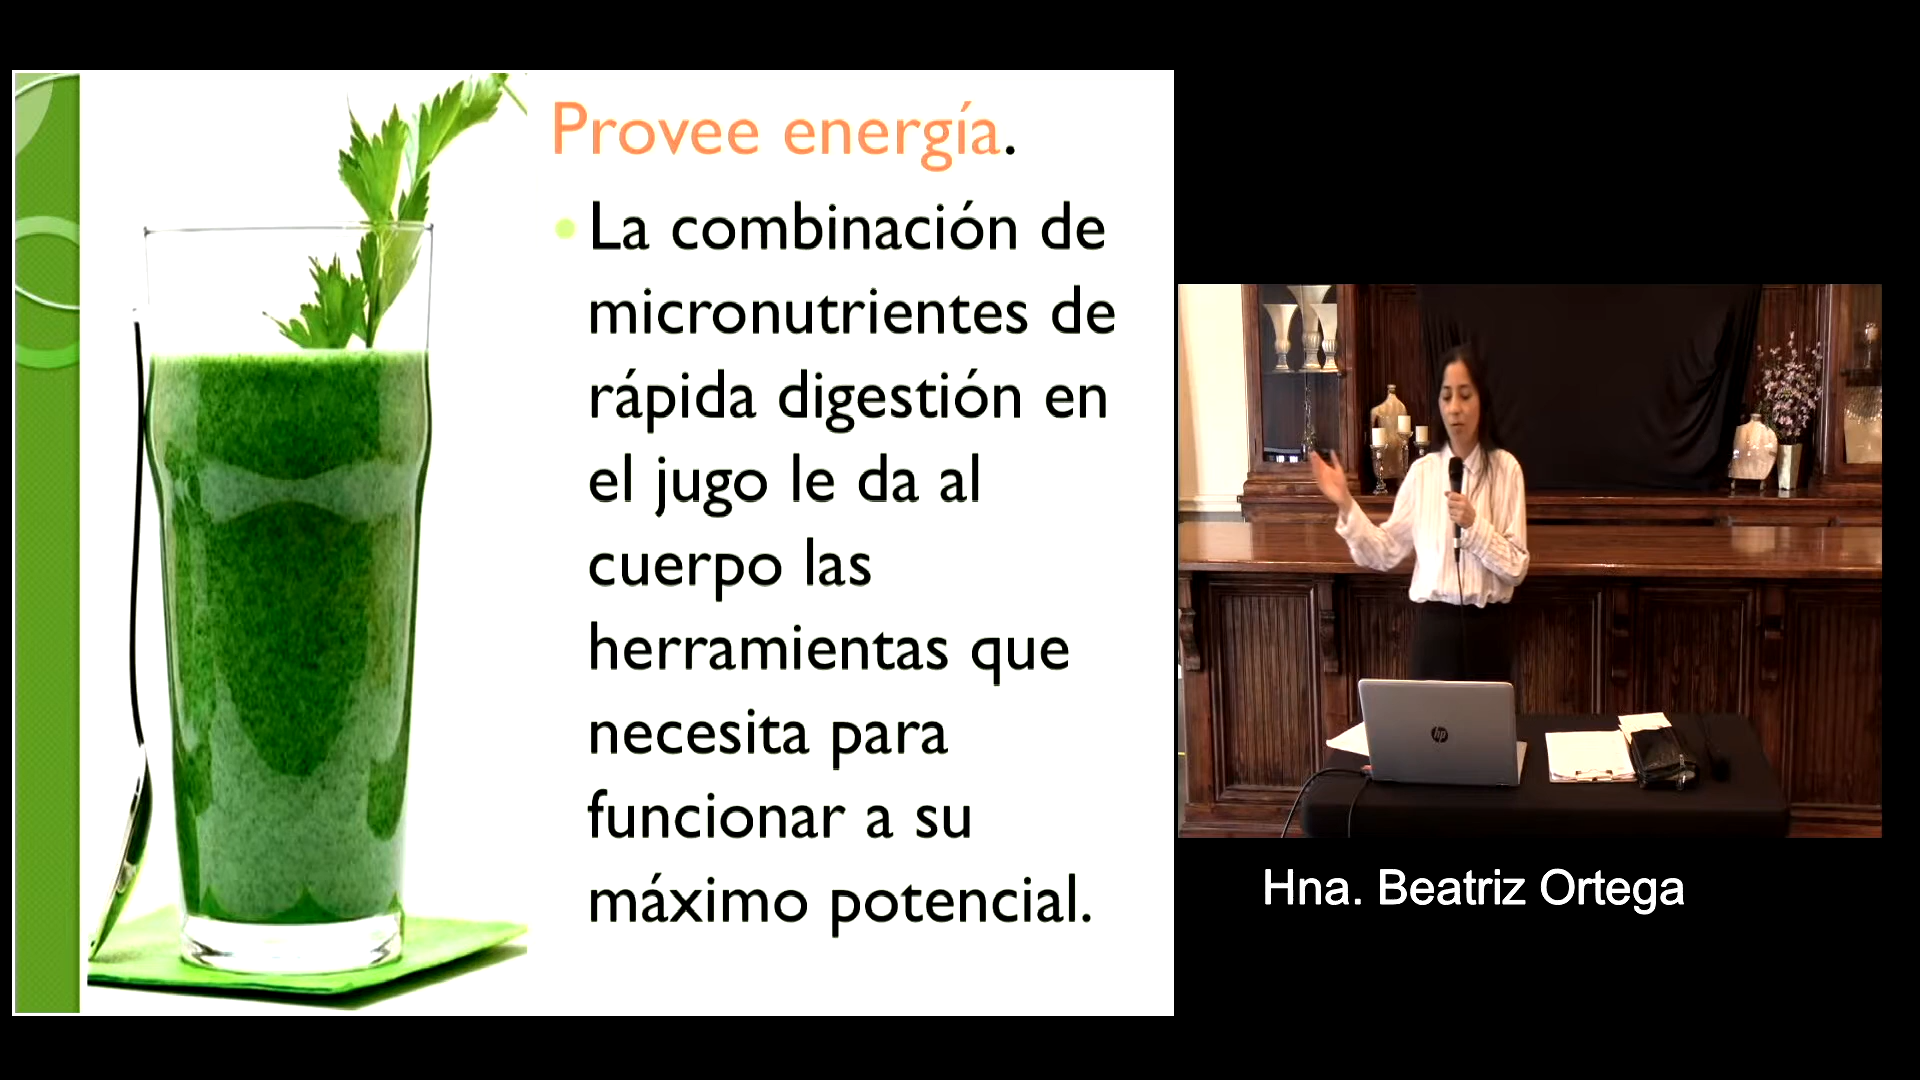 Provee energía.
La combinación de
micronutrientes de
rápida digestión en
el jugo le da al
cuerpo las
herramientas que
necesita para
funcionar a su
máximo potencial.
hp
Hna. Beatriz Ortega